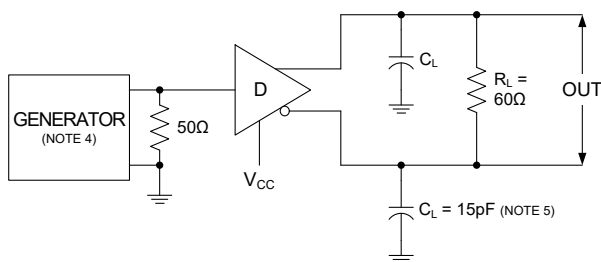 GENERATOR
(NOTE 4)
50Ω
D
VCC
CL
RL =
60Ω
OUT
CL = 15pF (NOTE 5)